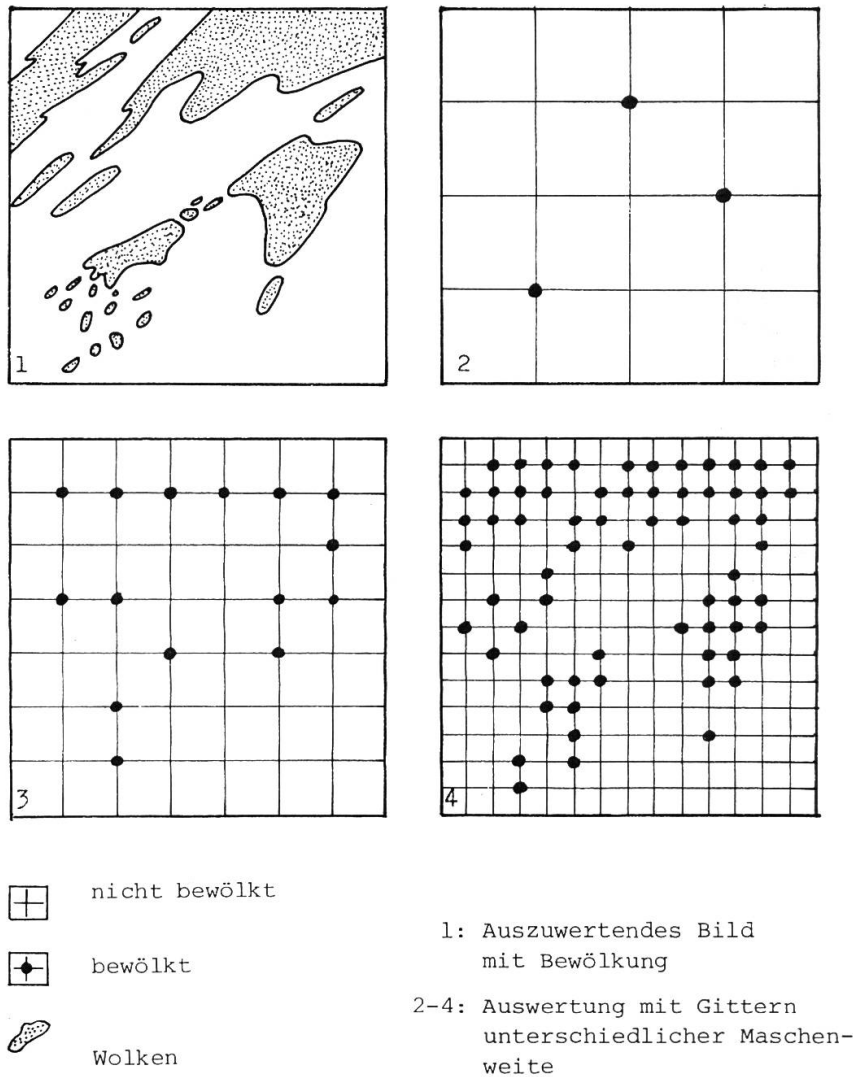 1
2
3
4
nicht bewölkt
bewölkt
Wolken
1: Auszuwertendes Bild
mit Bewölkung
2-4: Auswertung mit Gittern
unterschiedlicher Maschen-
weite